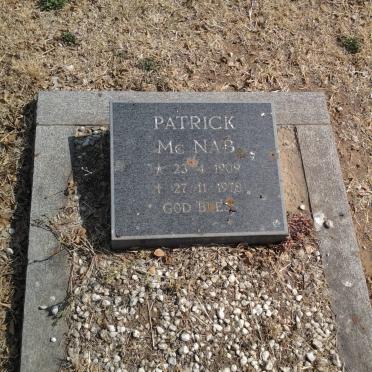 PATRICK
Mc NAB
* 23 4 1909
† 27 11 1978
GOD BLESS